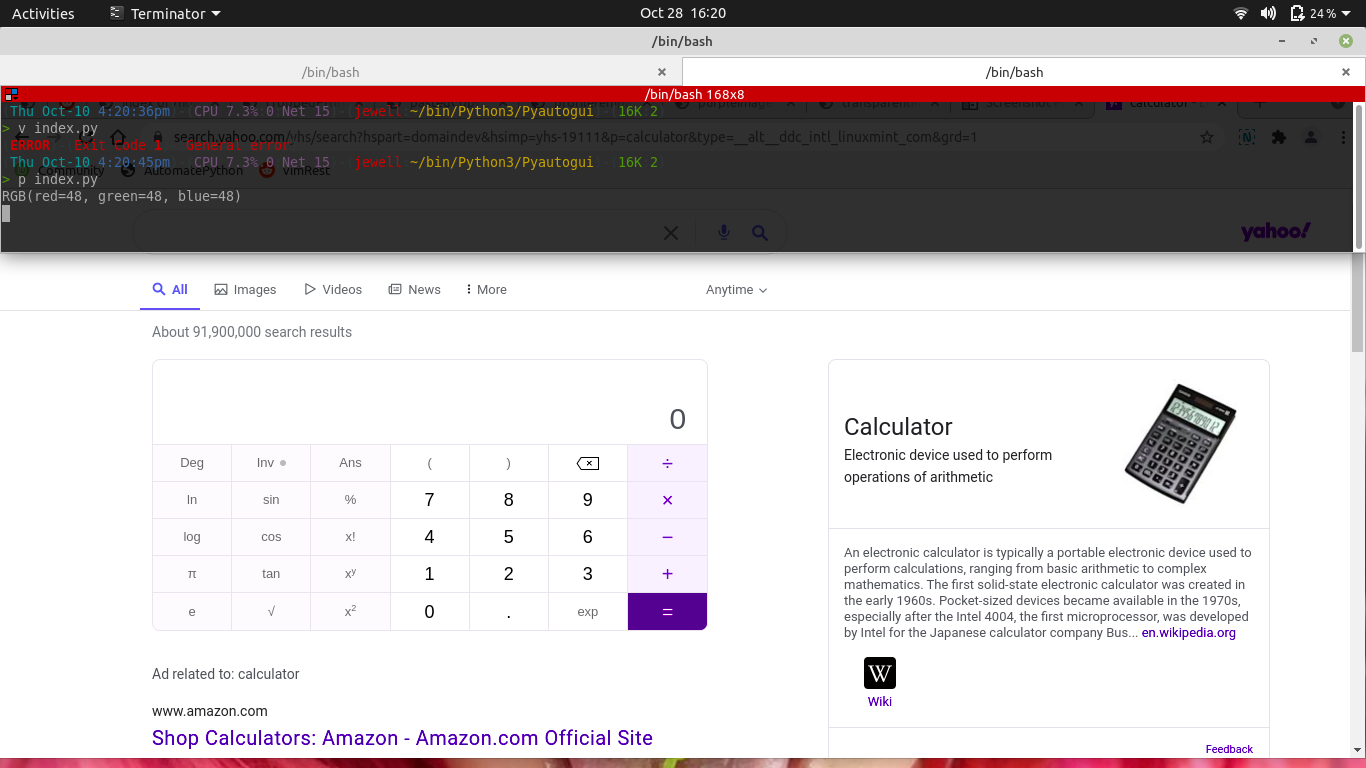 Activities Terminator Oct 28 16:20 24 %
/bin/bash
/bin/bash /bin/bash
/bin/bash 168x8
Thu Oct-10 4:20:36pm - CPU 7.3% 0 Net 15 - jewell ~/bin/Python3/Pyautogui - 16K 2
> v index.py
search.yahoo.com/yhs/search?hspart=domaindev&hsimp=yhs-19111&p=calculator&type=__alt__ddc_intl_linuxmint_com&grd=1
ERROR - Exit code 1 - General error
Thu Oct-10 4:20:45pm - CPU 7.3% 0 Net 15 - jewell ~/bin/Python3/Pyautogui - 16K 2
Community AutomatePython VimRest
> p index.py
RGB(red=48, green=48, blue=48)
yahoo!
All Images Videos News More Anytime
About 91,900,000 search results
0
Deg Inv Ans ( ) ÷
ln sin % 7 8 9 ×
log cos x! 4 5 6 −
π tan xʸ 1 2 3 +
e √ x² 0 . exp =
Ad related to: calculator
www.amazon.com
Shop Calculators: Amazon - Amazon.com Official Site
Calculator
Electronic device used to perform
operations of arithmetic
An electronic calculator is typically a portable electronic device used to
perform calculations, ranging from basic arithmetic to complex
mathematics. The first solid-state electronic calculator was created in
the early 1960s. Pocket-sized devices became available in the 1970s,
especially after the Intel 4004, the first microprocessor, was developed
by Intel for the Japanese calculator company Bus... en.wikipedia.org
W
Wiki
Feedback